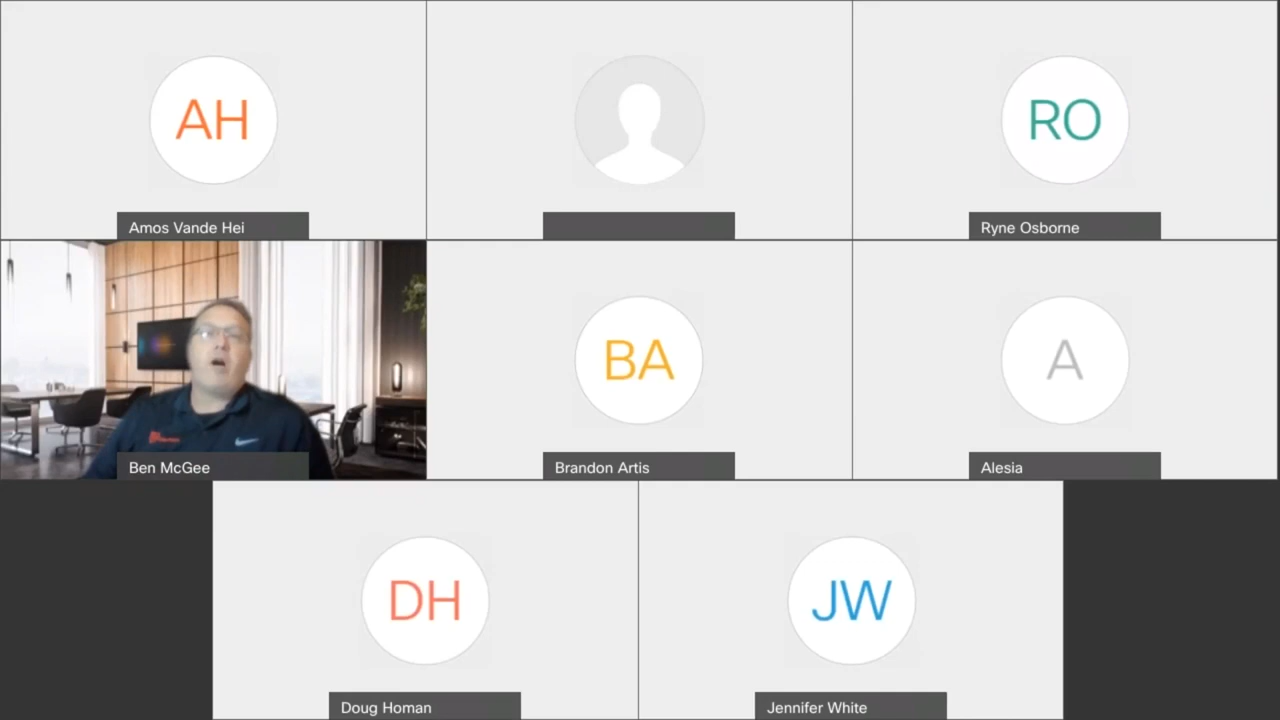 AH
RO
Amos Vande Hei
Ryne Osborne
BA
A
Ben McGee
Brandon Artis
Alesia
DH
JW
Doug Homan
Jennifer White